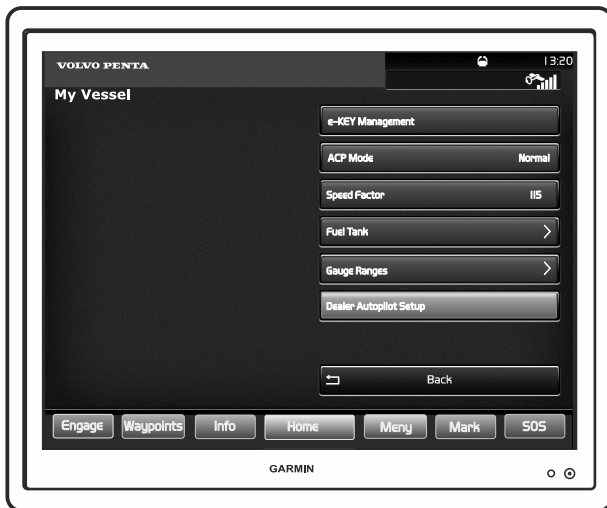 VOLVO PENTA
13:20
My Vessel
e-KEY Management
ACP Mode Normal
Speed Factor 115
Fuel Tank
Gauge Ranges
Dealer Autopilot Setup
Back
Engage Waypoints Info Home Meny Mark SOS
GARMIN